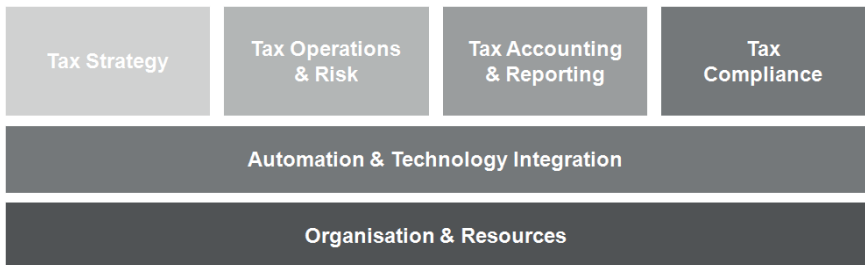 Tax Strategy
Tax Operations
& Risk
Tax Accounting
& Reporting
Tax
Compliance
Automation & Technology Integration
Organisation & Resources